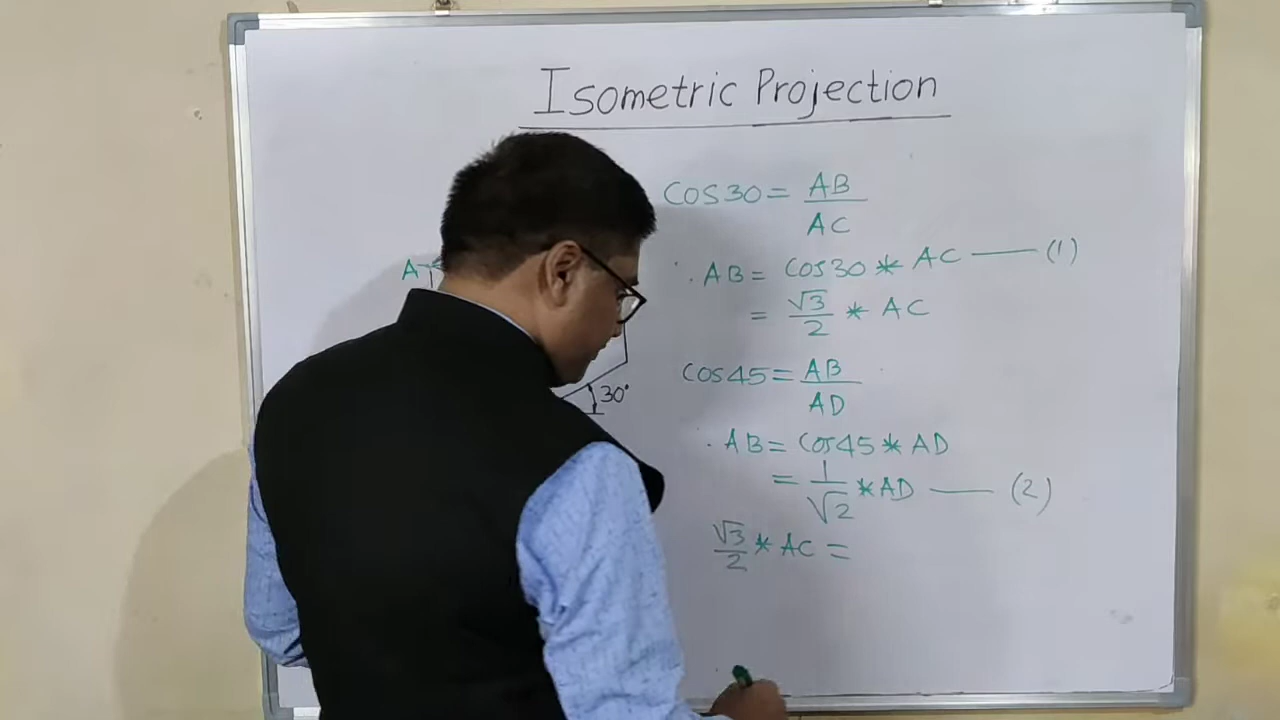 Isometric Projection
Cos30 = AB / AC
A
. AB = Cos30 * AC —— (1)
= √3/2 * AC
Cos45 = AB / AD
30°
. AB = Cos45 * AD
= 1/√2 * AD —— (2)
√3/2 * AC =